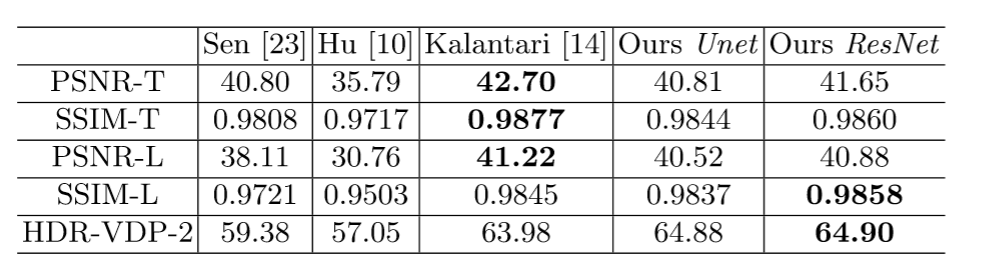 Sen [23] Hu [10] Kalantari [14] Ours Unet Ours ResNet
PSNR-T 40.80 35.79 42.70 40.81 41.65
SSIM-T 0.9808 0.9717 0.9877 0.9844 0.9860
PSNR-L 38.11 30.76 41.22 40.52 40.88
SSIM-L 0.9721 0.9503 0.9845 0.9837 0.9858
HDR-VDP-2 59.38 57.05 63.98 64.88 64.90